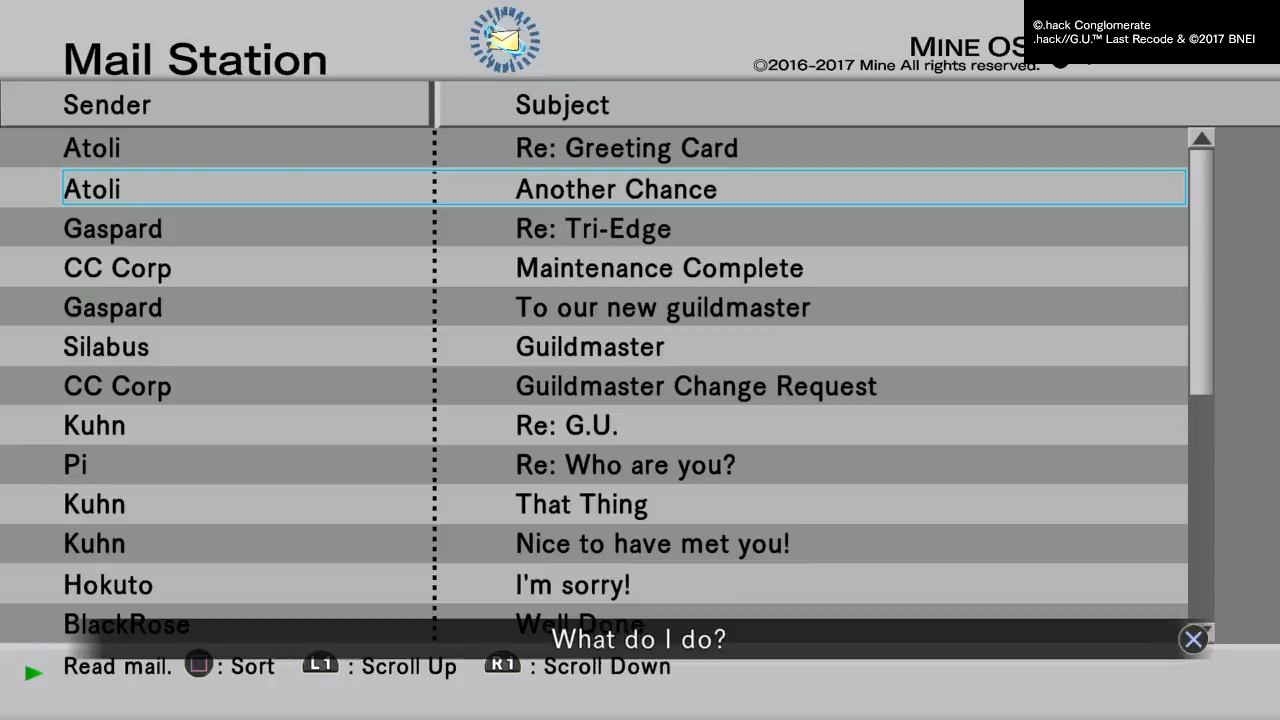 Mail Station
MINE OS
©2016-2017 Mine All rights reserved.
©.hack Conglomerate
.hack//G.U.™ Last Recode & ©2017 BNEI
Sender Subject
Atoli Re: Greeting Card
Atoli Another Chance
Gaspard Re: Tri-Edge
CC Corp Maintenance Complete
Gaspard To our new guildmaster
Silabus Guildmaster
CC Corp Guildmaster Change Request
Kuhn Re: G.U.
Pi Re: Who are you?
Kuhn That Thing
Kuhn Nice to have met you!
Hokuto I'm sorry!
BlackRose Well Done
What do I do?
Read mail. : Sort L1 : Scroll Up R1 : Scroll Down